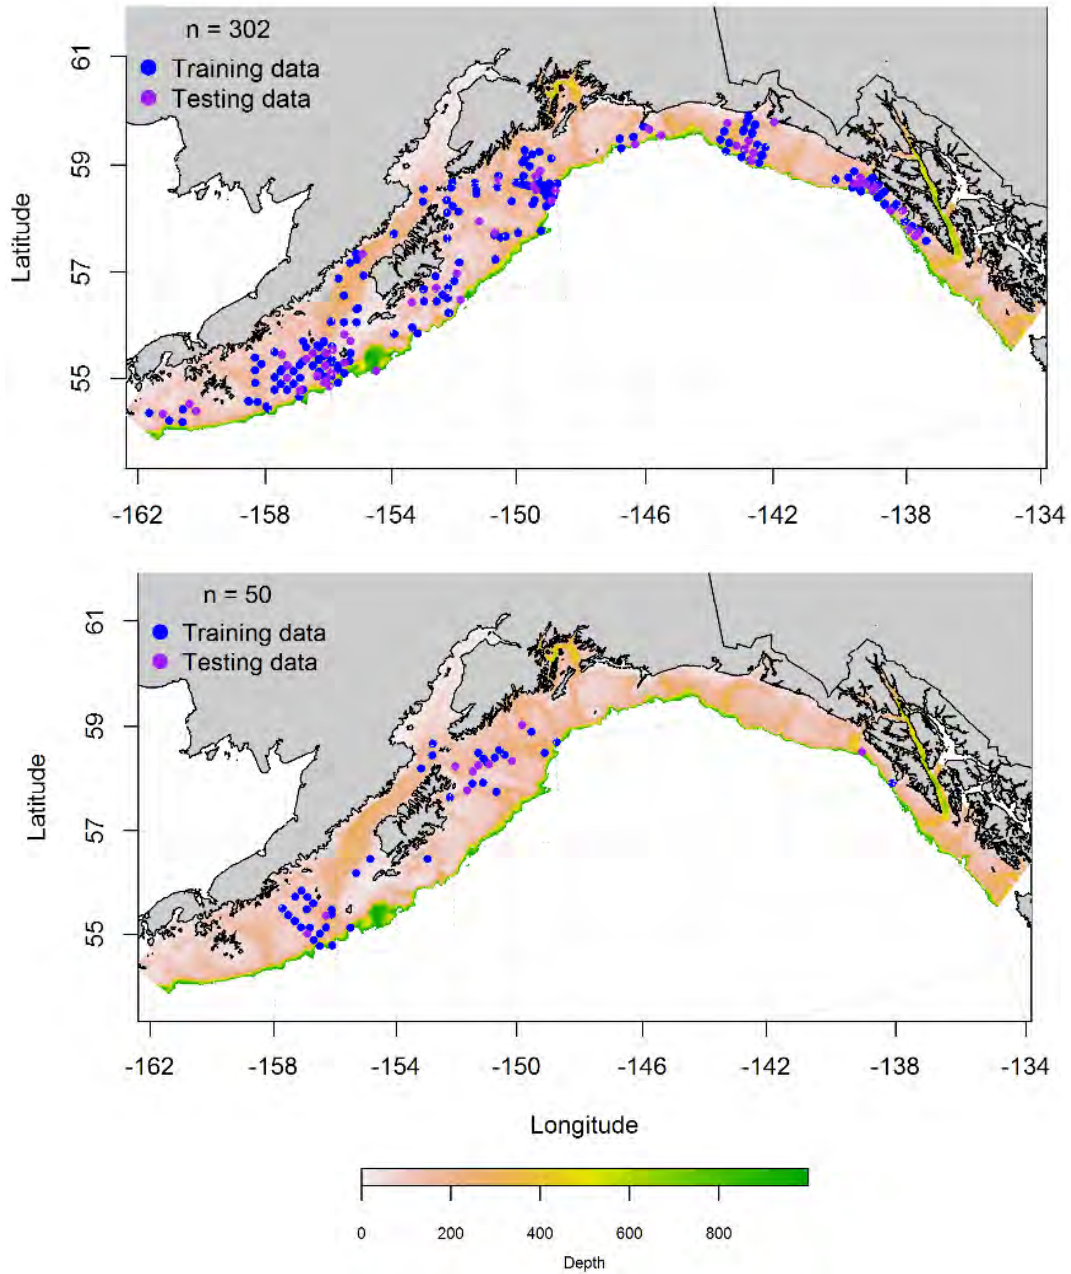 n = 302
Training data
Testing data
Latitude
61
59
57
55
-162 -158 -154 -150 -146 -142 -138 -134
n = 50
Training data
Testing data
Latitude
61
59
57
55
-162 -158 -154 -150 -146 -142 -138 -134
Longitude
0 200 400 600 800
Depth